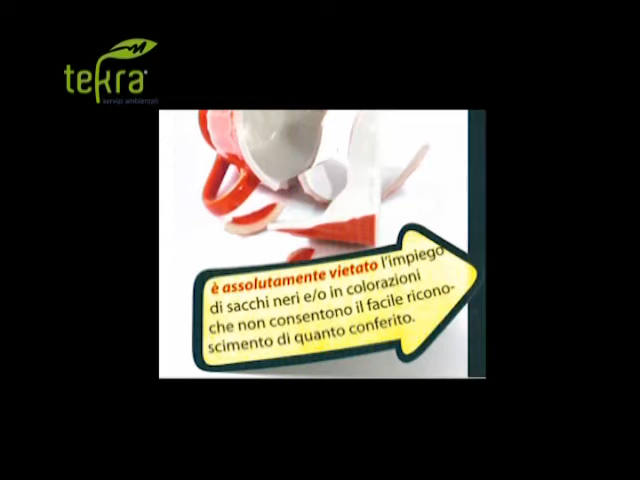 tekra
servizi ambientali
è assolutamente vietato l'impiego
di sacchi neri e/o in colorazioni
che non consentono il facile ricono-
scimento di quanto conferito.